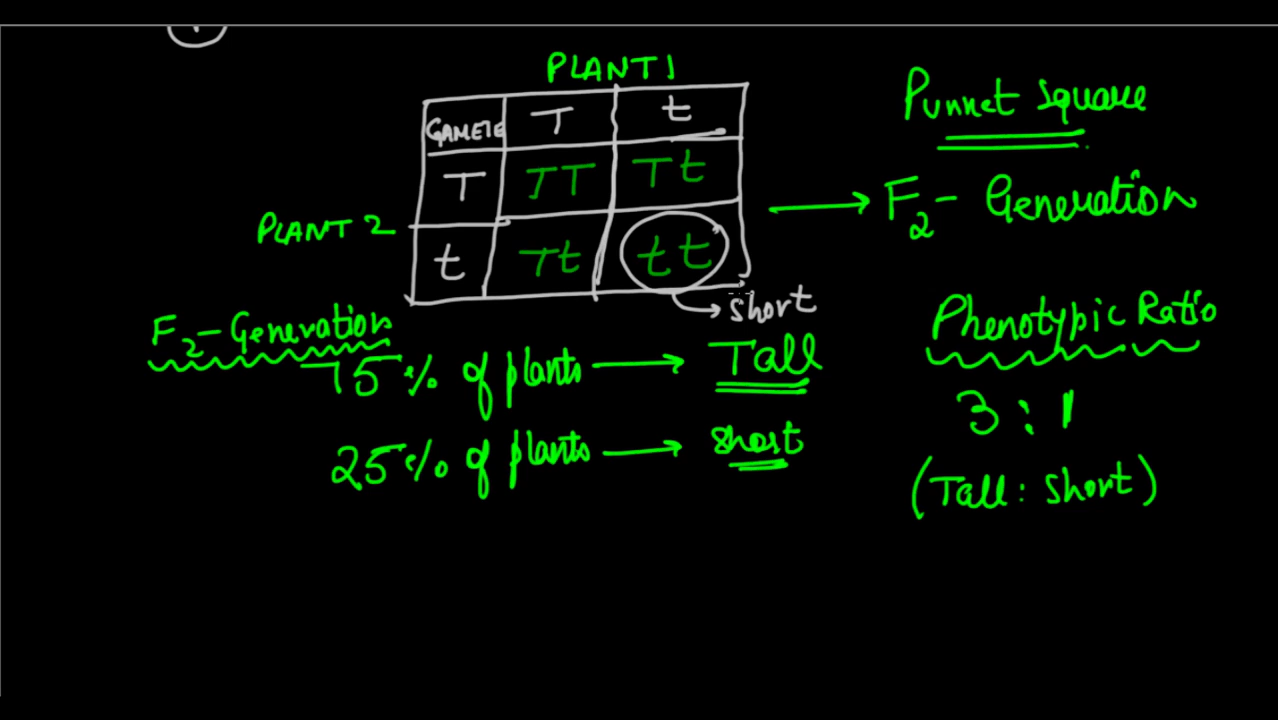 PLANT 1
GAMETE T t
T TT Tt
PLANT 2
t Tt tt
short
Punnet Square
F2- Generation
F2-Generation
75% of plants → Tall
25% of plants → short
Phenotypic Ratio
3 : 1
(Tall : short)